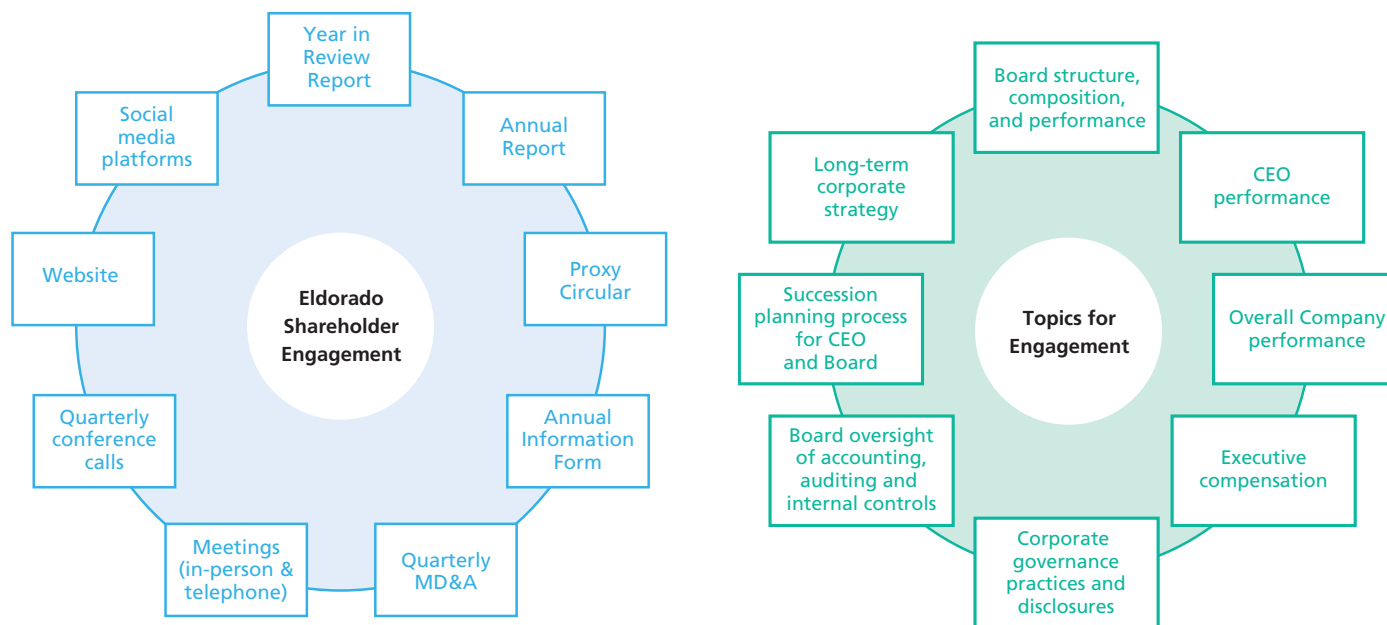 Year in
Review
Report
Annual
Report
Proxy
Circular
Annual
Information
Form
Quarterly
MD&A
Meetings
(in-person &
telephone)
Quarterly
conference
calls
Website
Social
media
platforms
Eldorado
Shareholder
Engagement
Board structure,
composition,
and performance
CEO
performance
Overall Company
performance
Executive
compensation
Corporate
governance
practices and
disclosures
Board oversight
of accounting,
auditing and
internal controls
Succession
planning process
for CEO
and Board
Long-term
corporate
strategy
Topics for
Engagement